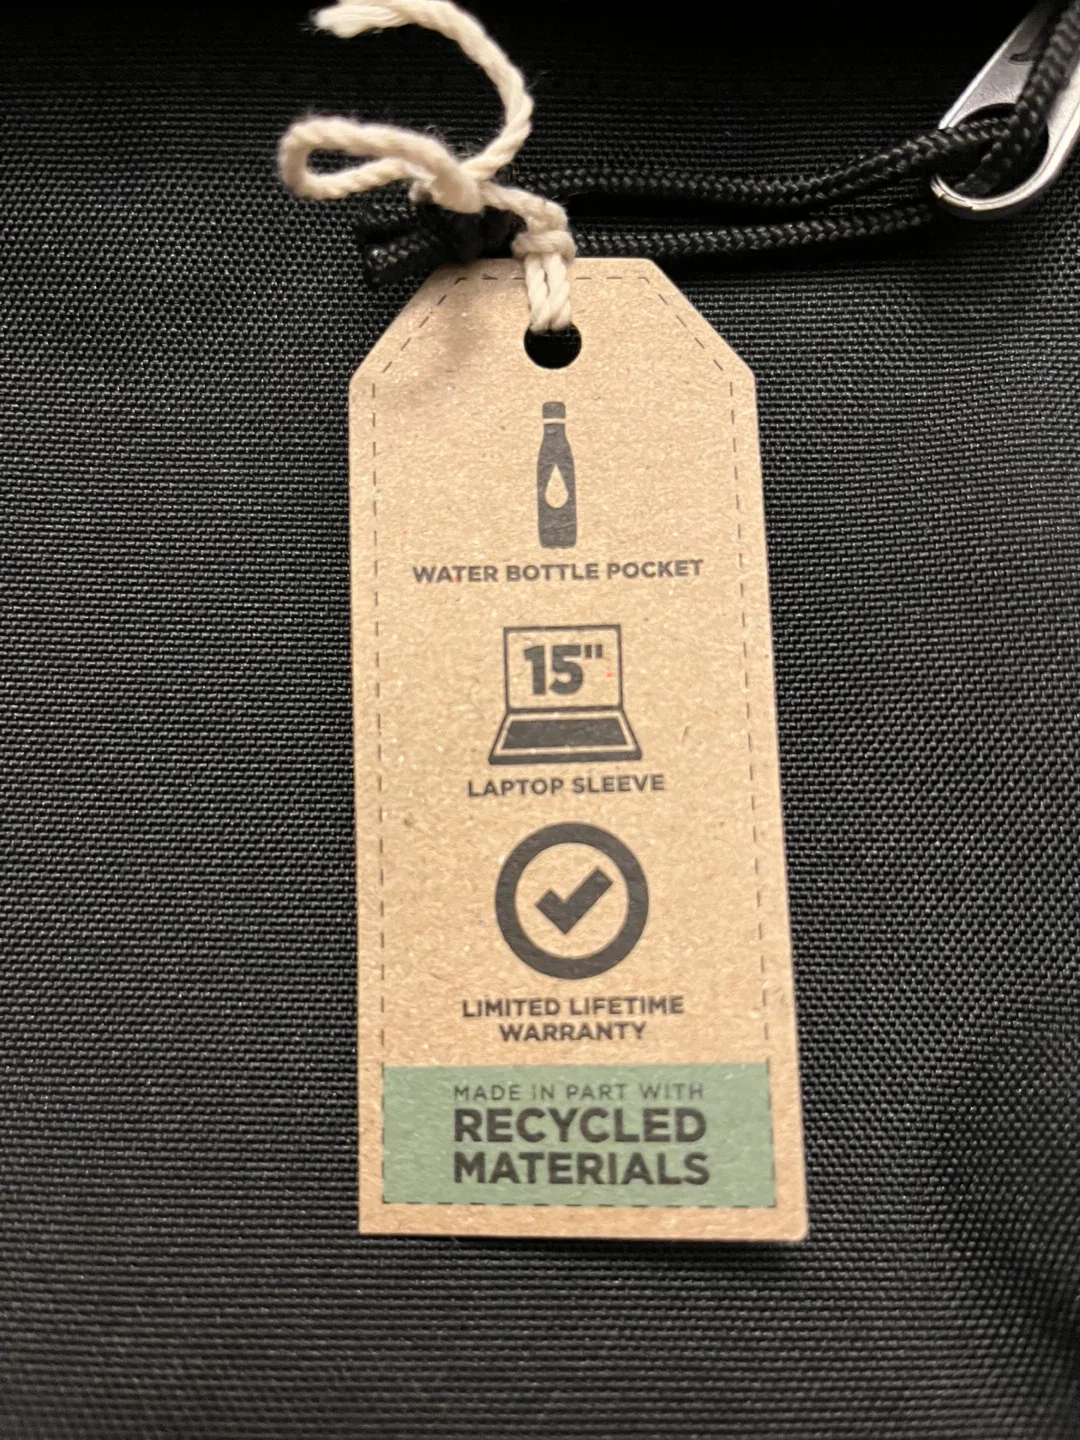 WATER BOTTLE POCKET
15"
LAPTOP SLEEVE
LIMITED LIFETIME
WARRANTY
MADE IN PART WITH
RECYCLED
MATERIALS